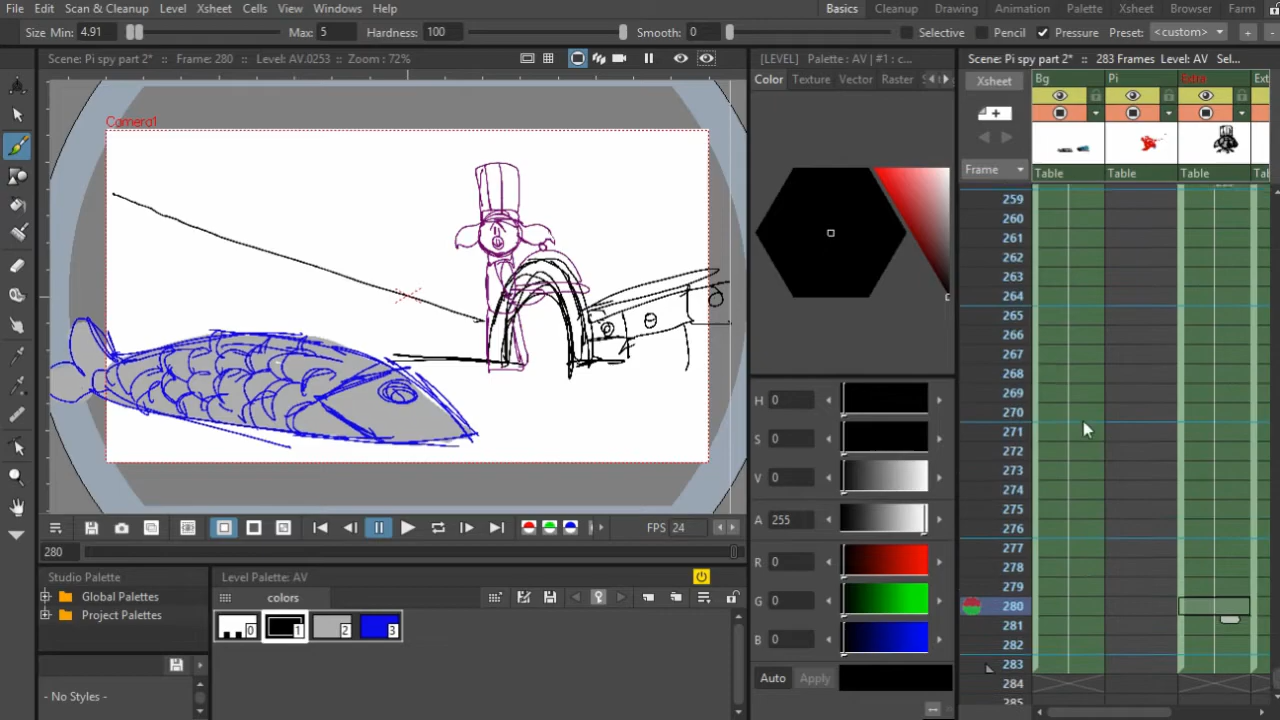 File Edit Scan & Cleanup Level Xsheet Cells View Windows Help Basics Cleanup Drawing Animation Palette Xsheet Browser Farm
Size Min: 4.91 Max: 5 Hardness: 100 Smooth: 0 Selective Pencil Pressure Preset: <custom>
Scene: Pi spy part 2* :: Frame: 280 :: Level: AV.0253 :: Zoom : 72% [LEVEL] Palette : AV | #1 : c... Scene: Pi spy part 2* :: 283 Frames Level: AV Sel...
Color Texture Vector Raster Xsheet Bg Pi Ext
Camera1
Frame Table Table Table Tab
259
260
261
262
263
264
265
266
267
268
269
270
271
272
273
274
275
276
277
278
279
280
281
282
283
284
285
H 0
S 0
V 0
A 255
R 0
G 0
B 0
Auto Apply
FPS 24
280
Studio Palette Level Palette: AV
Global Palettes colors
Project Palettes 0 1 2 3
- No Styles -